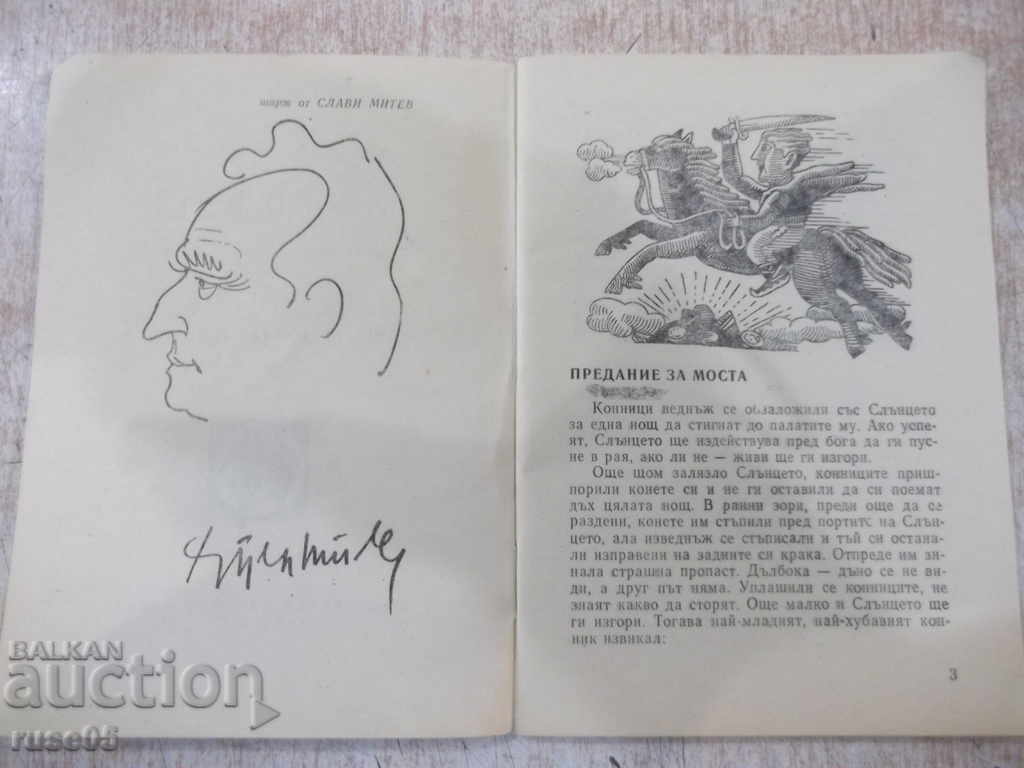 шарж от СЛАВИ МИТЕВ
ПРЕДАНИЕ ЗА МОСТА
Конници веднъж се обзаложили със Слънцето
за една нощ да стигнат до палатите му. Ако успе-
ят, Слънцето ще издействува пред бога да ги пус-
не в рая, ако ли не — живи ще ги изгори.
Още щом залязло Слънцето, конниците пришпо-
рили конете си и не ги оставили да си поемат
дъх цялата нощ. В ранни зори, преди още да се
раздени, конете им стъпили пред портите на Слън-
цето, ала изведнъж се стъписали и тъй си остана-
ли изправени на задните си крака. Отпреде им зи-
нала страшна пропаст. Дълбока — дъно се не ви-
ди, а друг път няма. Уплашили се конниците, не
знаят какво да сторят. Още малко и Слънцето ще
ги изгори. Тогава най-младият, най-хубавият кон-
ник извикал:
3
BALKAN
auction
ruse05